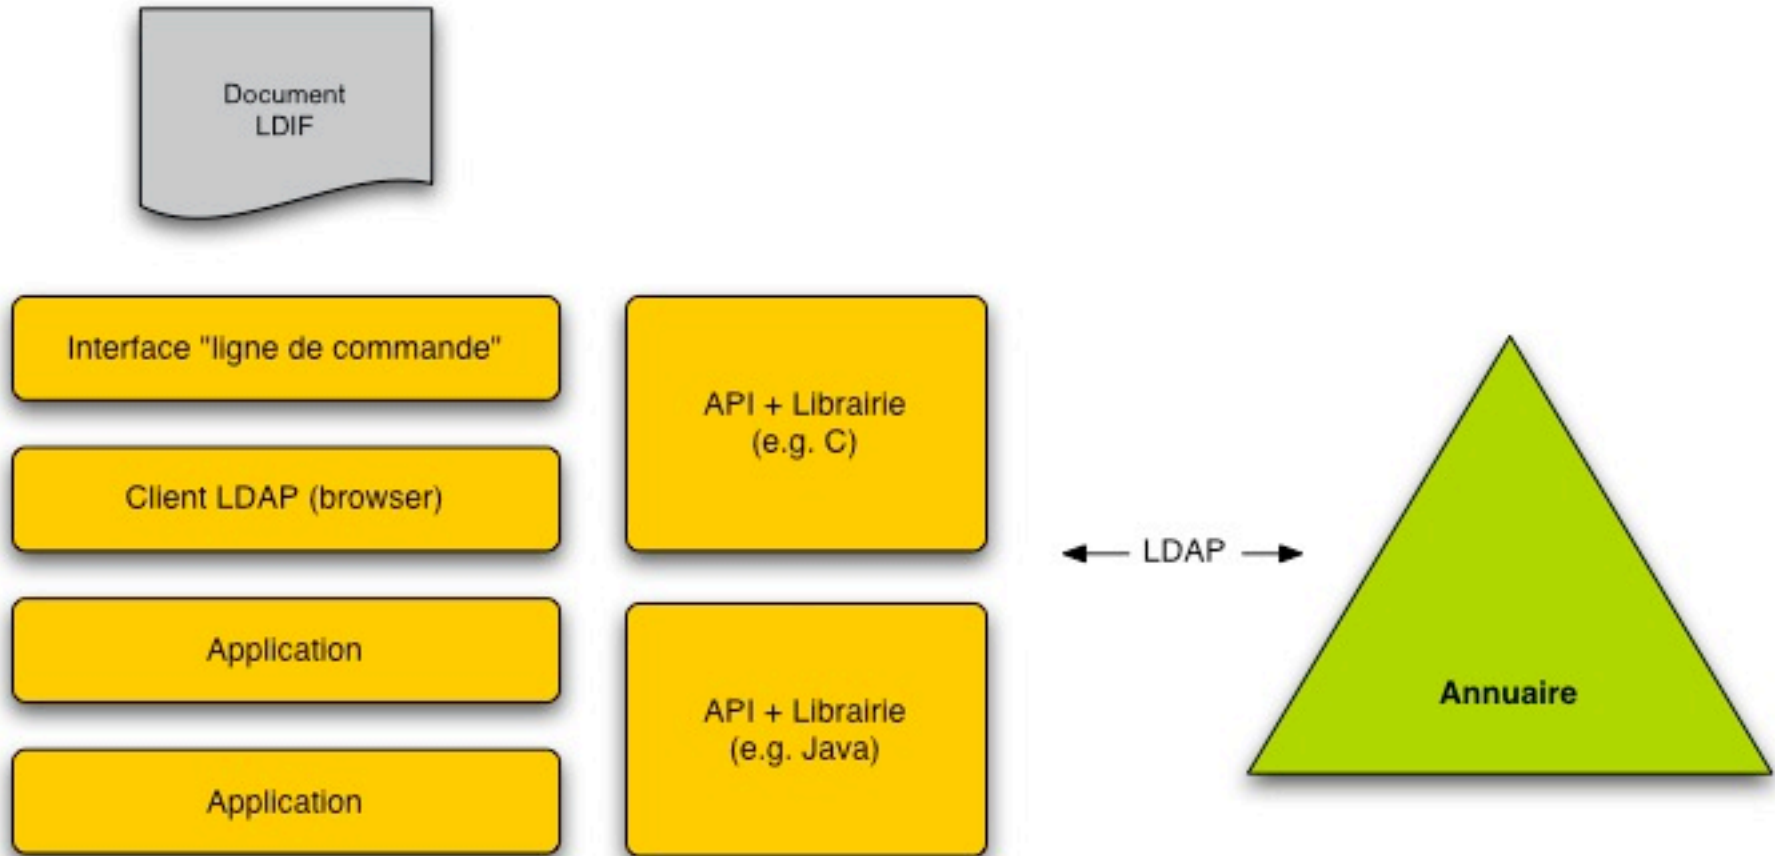 Document
LDIF
Interface "ligne de commande"
Client LDAP (browser)
Application
Application
API + Librairie
(e.g. C)
API + Librairie
(e.g. Java)
LDAP
Annuaire